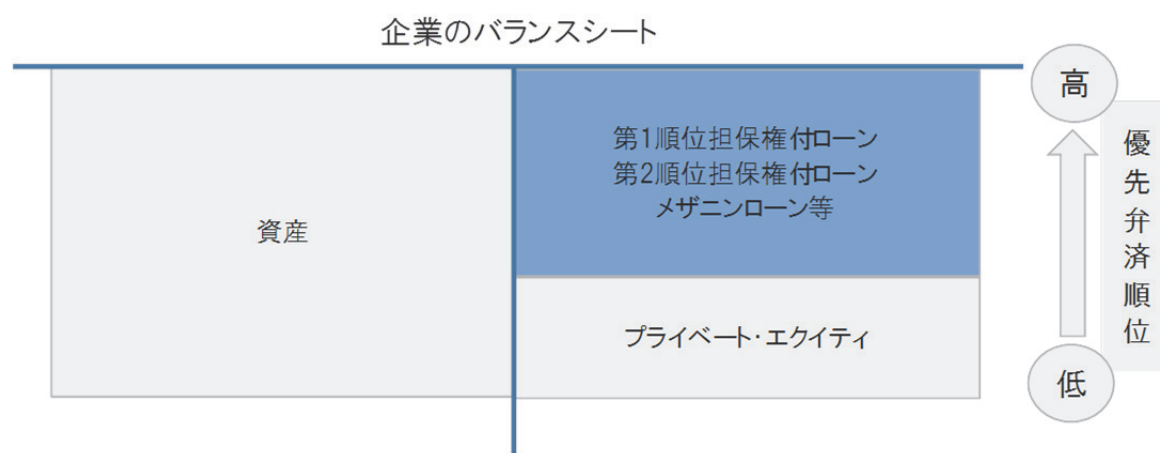 企業のバランスシート
資産
第1順位担保権付ローン
第2順位担保権付ローン
メザニンローン等
プライベート・エクイティ
高
優先弁済順位
低